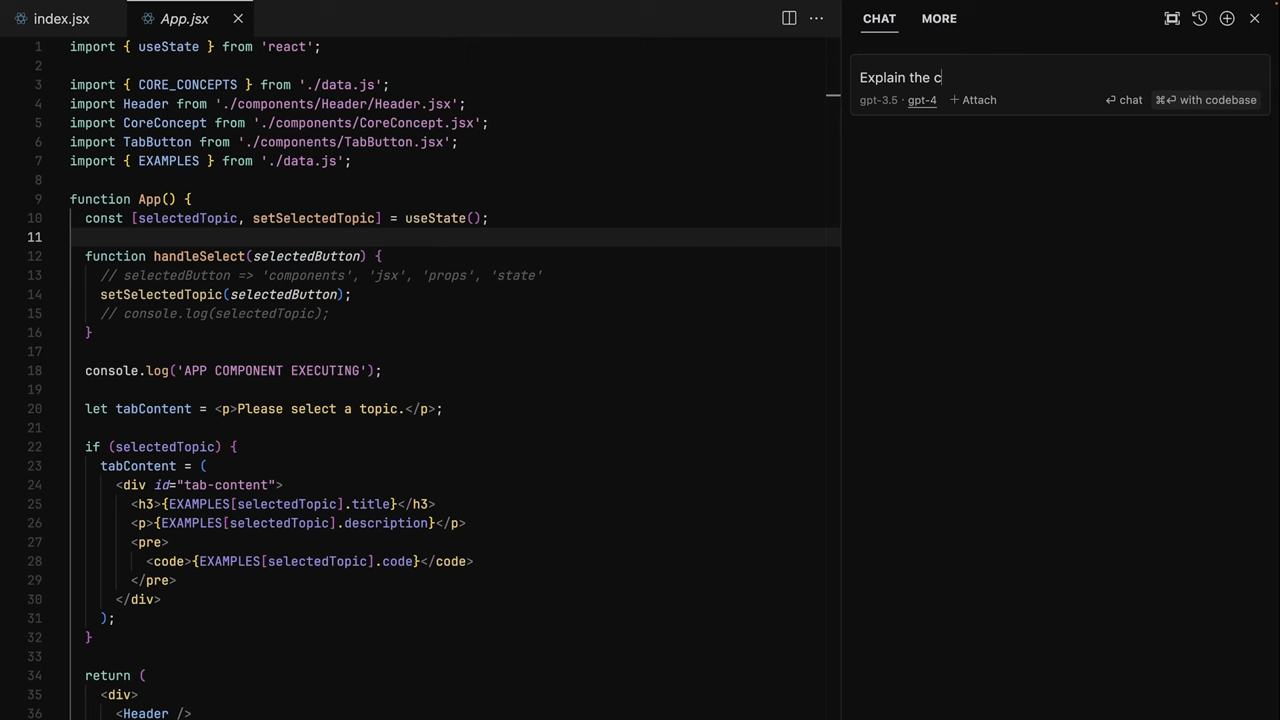 index.jsx
App.jsx
1 import { useState } from 'react';
2
3 import { CORE_CONCEPTS } from './data.js';
4 import Header from './components/Header/Header.jsx';
5 import CoreConcept from './components/CoreConcept.jsx';
6 import TabButton from './components/TabButton.jsx';
7 import { EXAMPLES } from './data.js';
8
9 function App() {
10 const [selectedTopic, setSelectedTopic] = useState();
11
12 function handleSelect(selectedButton) {
13 // selectedButton => 'components', 'jsx', 'props', 'state'
14 setSelectedTopic(selectedButton);
15 // console.log(selectedTopic);
16 }
17
18 console.log('APP COMPONENT EXECUTING');
19
20 let tabContent = <p>Please select a topic.</p>;
21
22 if (selectedTopic) {
23 tabContent = (
24 <div id="tab-content">
25 <h3>{EXAMPLES[selectedTopic].title}</h3>
26 <p>{EXAMPLES[selectedTopic].description}</p>
27 <pre>
28 <code>{EXAMPLES[selectedTopic].code}</code>
29 </pre>
30 </div>
31 );
32 }
33
34 return (
35 <div>
36 <Header />
CHAT MORE
Explain the c
gpt-3.5 · gpt-4 + Attach ⏎ chat ⌘⏎ with codebase